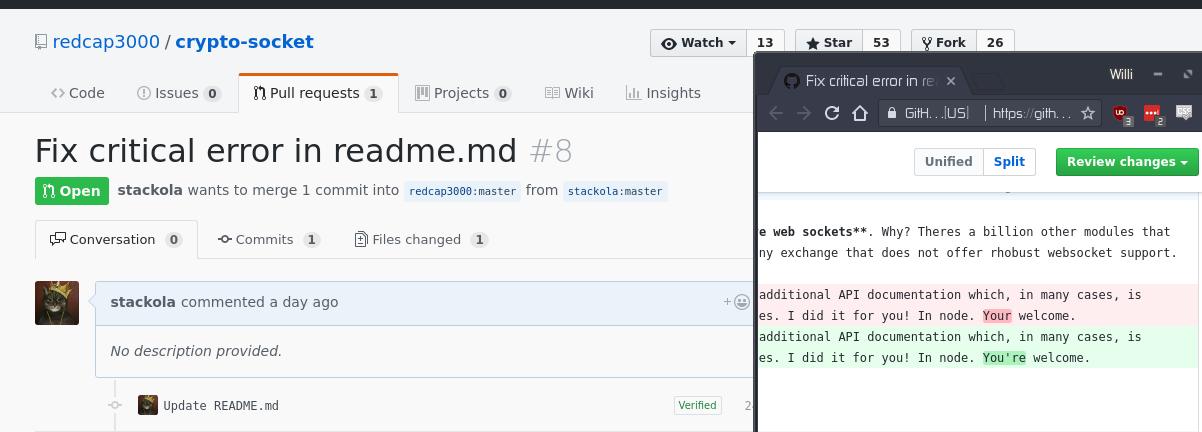 redcap3000 / crypto-socket
Watch 13 Star 53 Fork 26
Code Issues 0 Pull requests 1 Projects 0 Wiki Insights
Fix critical error in readme.md #8
Open stackola wants to merge 1 commit into redcap3000:master from stackola:master
Conversation 0 Commits 1 Files changed 1
stackola commented a day ago
No description provided.
Update README.md Verified
Fix critical error in
Willi
GitH... [US] https://gith...
3 2 CSS
Unified Split Review changes
e web sockets**. Why? Theres a billion other modules that
ny exchange that does not offer rhobust websocket support.
additional API documentation which, in many cases, is
es. I did it for you! In node. Your welcome.
additional API documentation which, in many cases, is
es. I did it for you! In node. You're welcome.